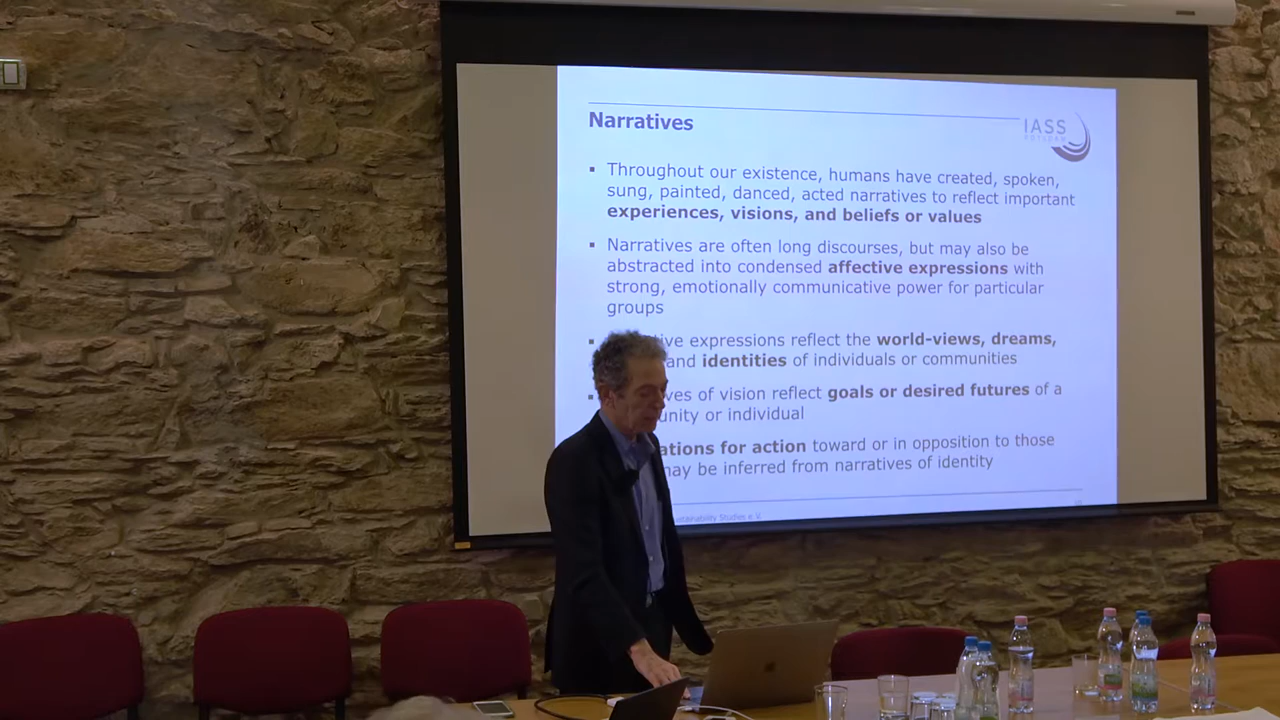 Narratives
IASS
POTSDAM
Throughout our existence, humans have created, spoken,
sung, painted, danced, acted narratives to reflect important
experiences, visions, and beliefs or values
Narratives are often long discourses, but may also be
abstracted into condensed affective expressions with
strong, emotionally communicative power for particular
groups
expressions reflect the world-views, dreams,
and identities of individuals or communities
of vision reflect goals or desired futures of a
or individual
for action toward or in opposition to those
may be inferred from narratives of identity
Studies e.V.